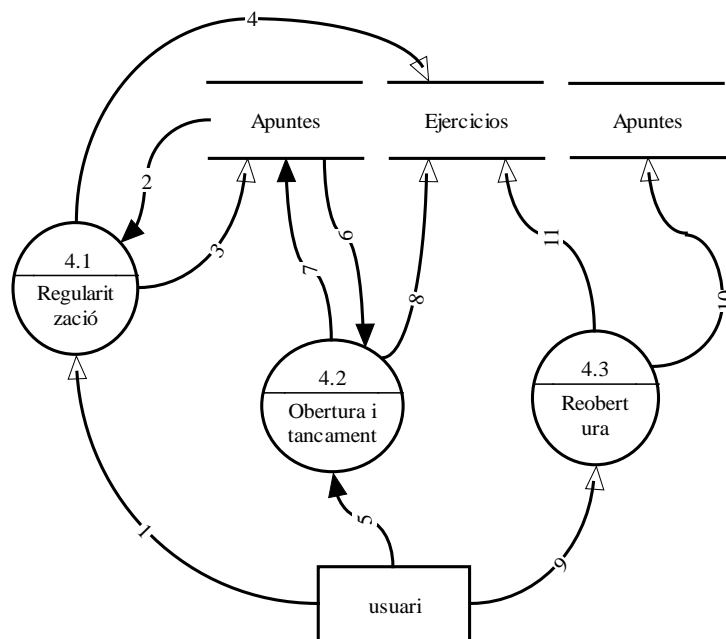 4
Apuntes
Ejercicios
Apuntes
2
3
6
7
8
11
10
4.1
Regularit
zació
4.2
Obertura i
tancament
4.3
Reobert
ura
1
5
9
usuari